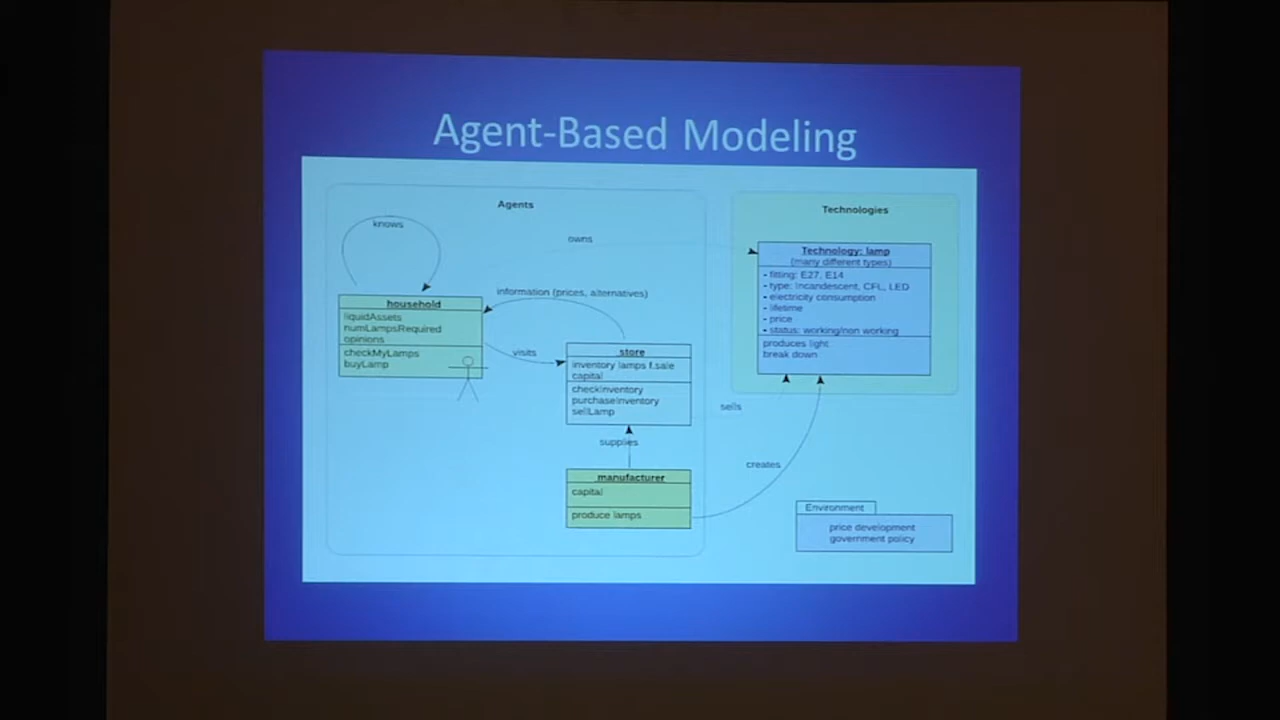 Agent-Based Modeling
Agents
knows
owns
household
liquidAssets
numLampsRequired
opinions
checkMyLamps
buyLamp
information (prices, alternatives)
visits
store
inventory lamps f.sale
capital
checkInventory
purchaseInventory
sellLamp
supplies
manufacturer
capital
produce lamps
Technologies
Technology: lamp
(many different types)
- fitting: E27, E14
- type: Incandescent, CFL, LED
- electricity consumption
- lifetime
- price
- status: working/non working
produces light
break down
sells
creates
Environment
price development
government policy